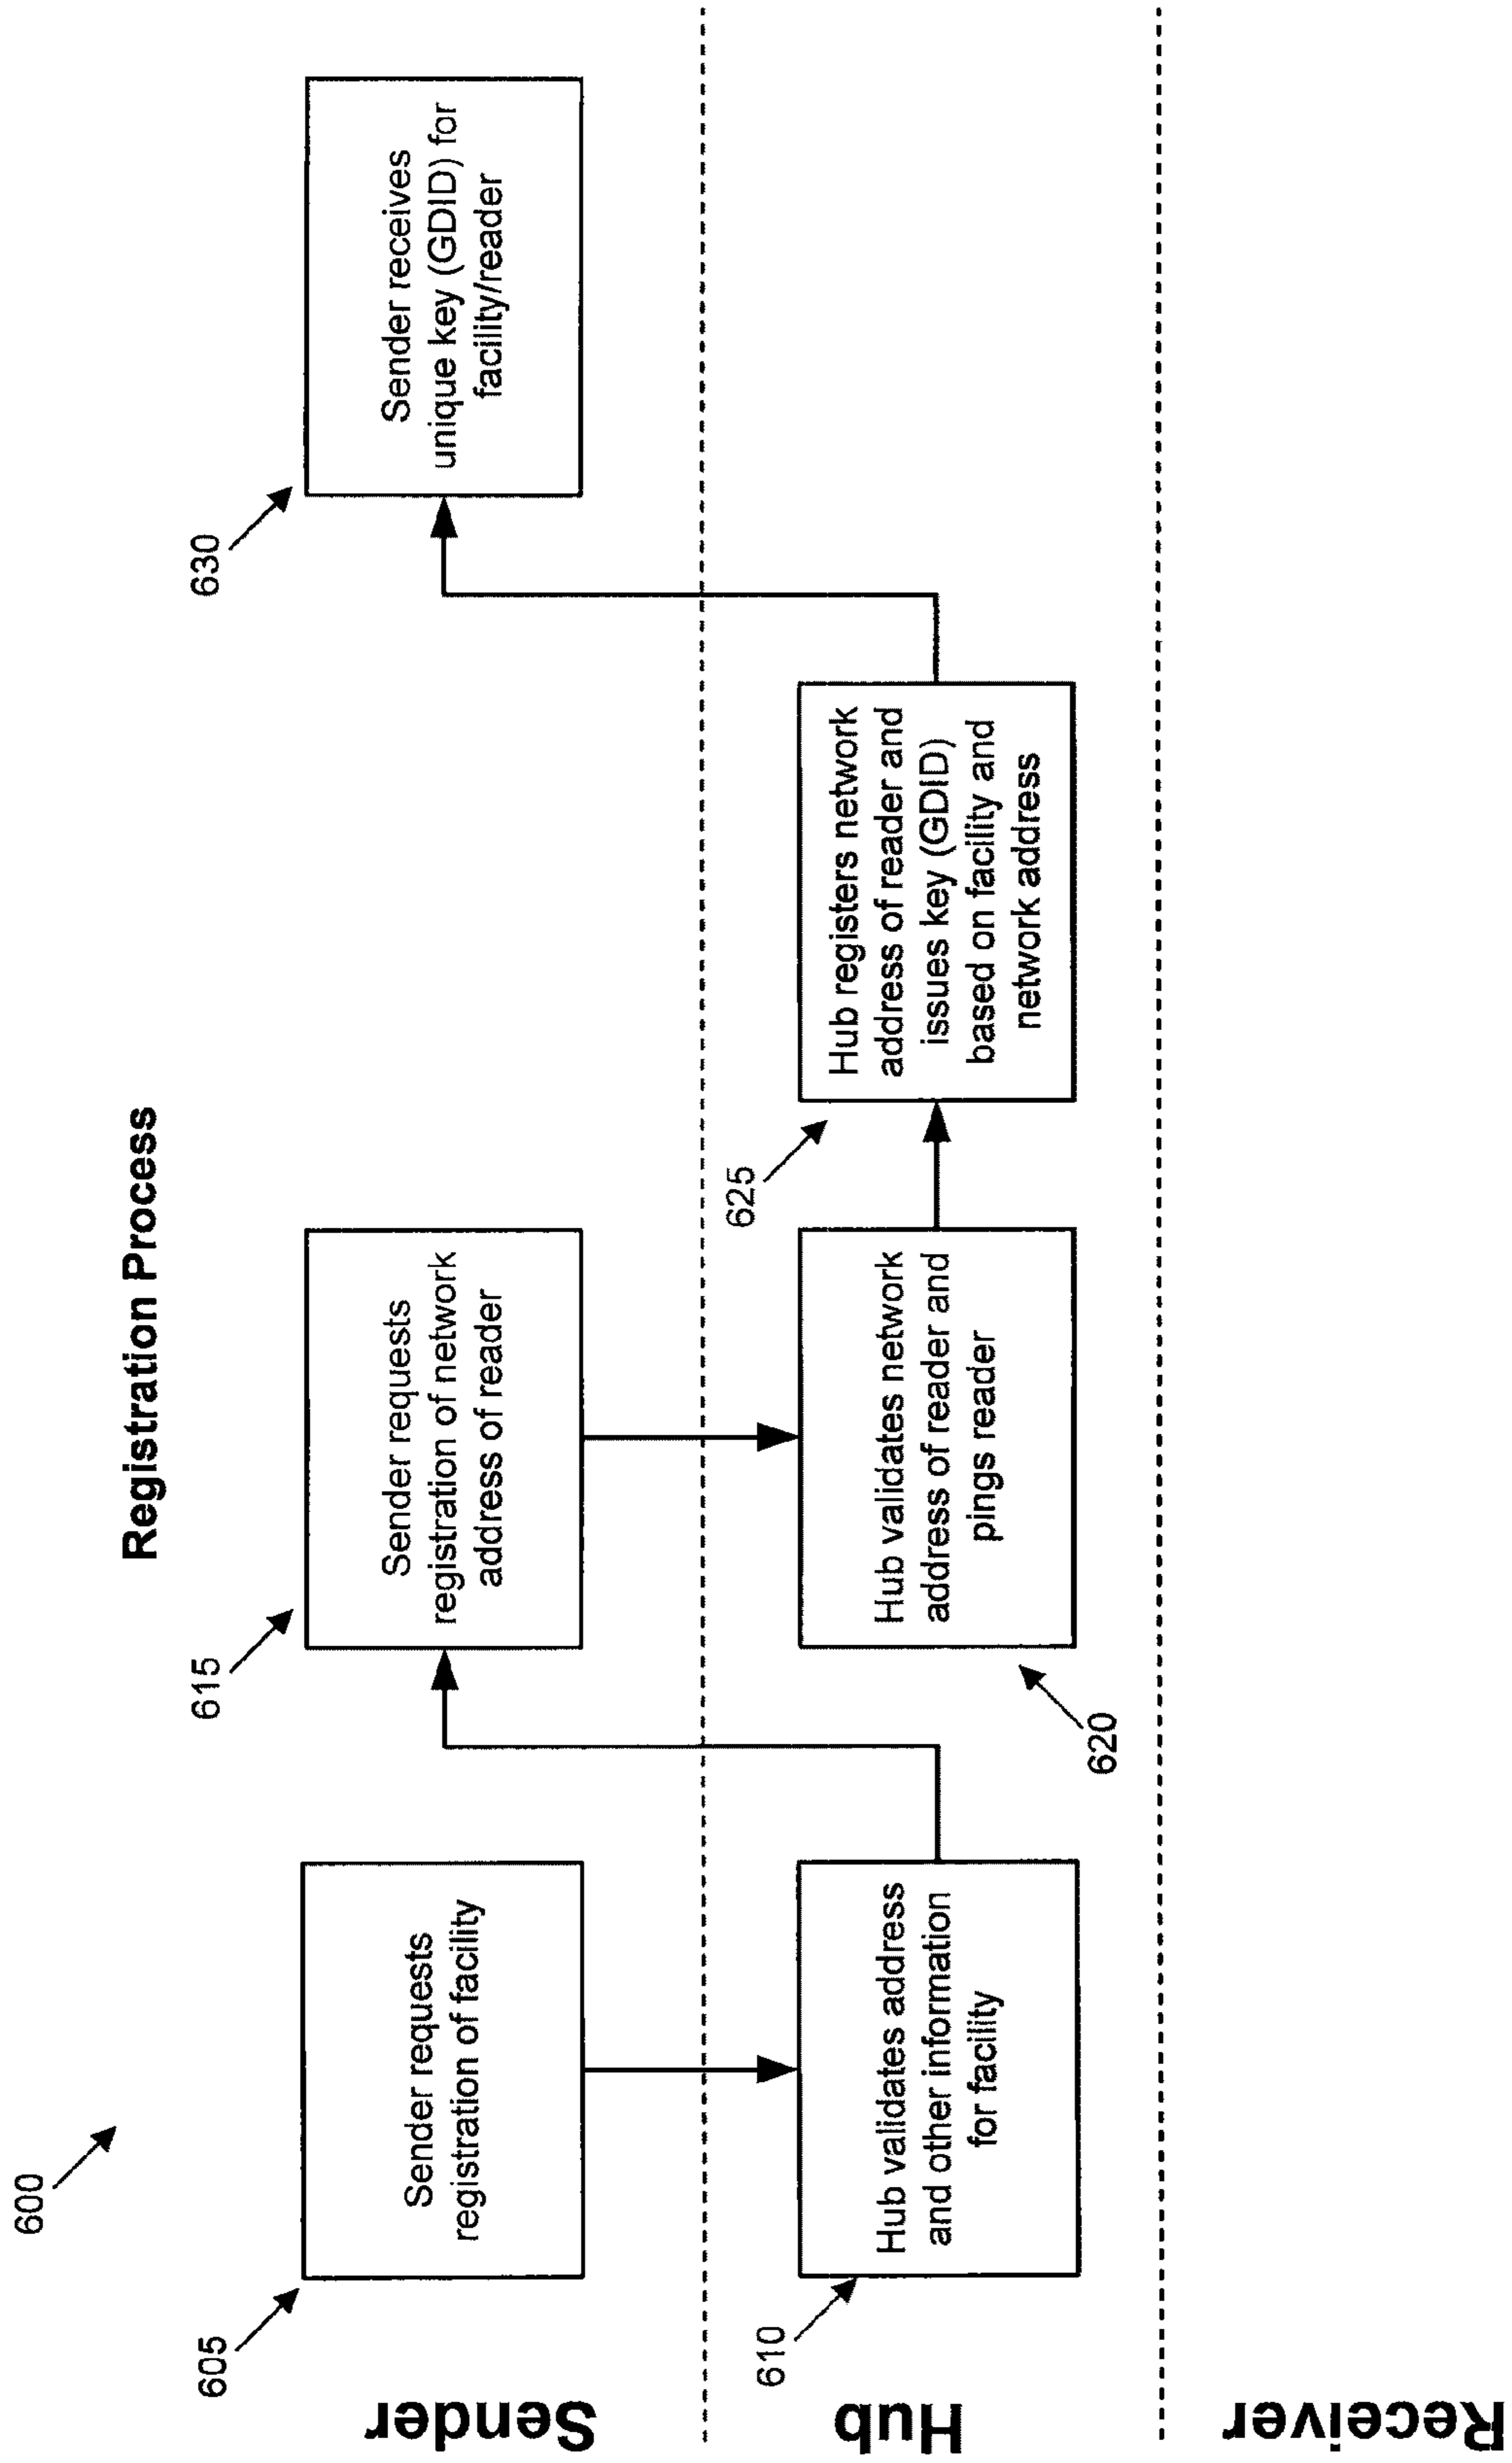 600
Registration Process
Sender
605
Sender requests
registration of facility
615
Sender requests
registration of network
address of reader
630
Sender receives
unique key (GDID) for
facility/reader
Hub
610
Hub validates address
and other information
for facility
620
Hub validates network
address of reader and
pings reader
625
Hub registers network
address of reader and
issues key (GDID)
based on facility and
network address
Receiver